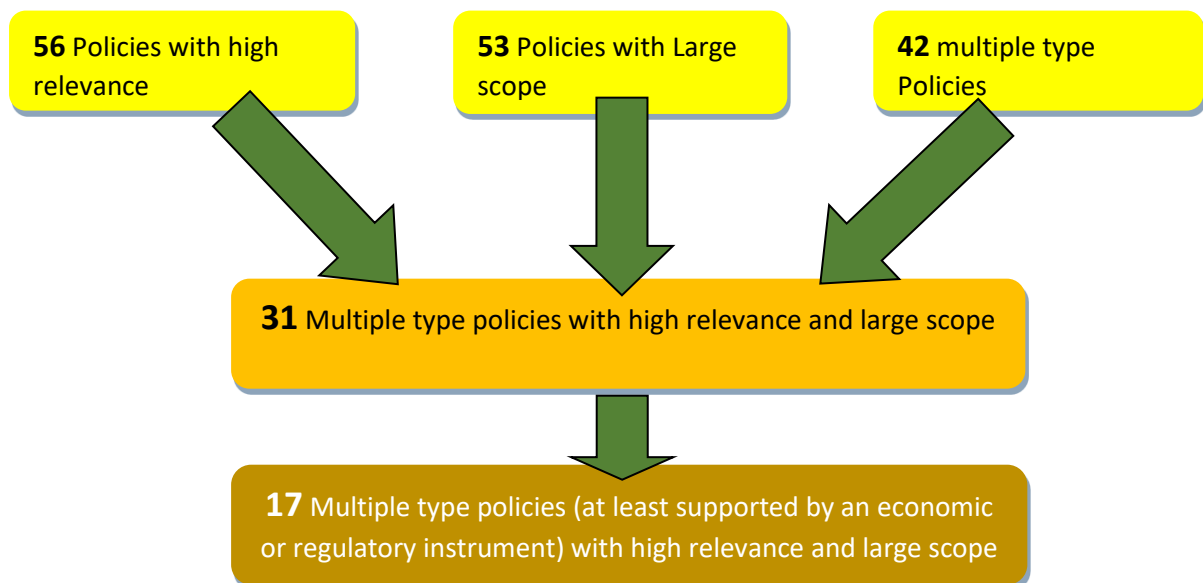 56 Policies with high
relevance
53 Policies with Large
scope
42 multiple type
Policies
31 Multiple type policies with high relevance and large scope
17 Multiple type policies (at least supported by an economic
or regulatory instrument) with high relevance and large scope